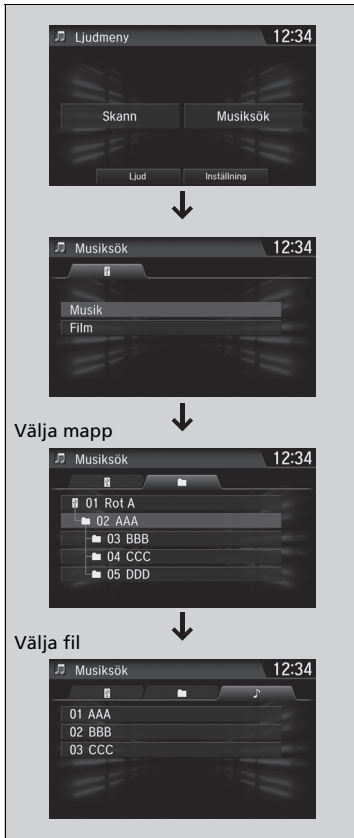 Ljudmeny 12:34
Skann Musiksök
Ljud Inställning
Musiksök 12:34
Musik
Film
Välja mapp
Musiksök 12:34
01 Rot A
02 AAA
03 BBB
04 CCC
05 DDD
Välja fil
Musiksök 12:34
01 AAA
02 BBB
03 CCC